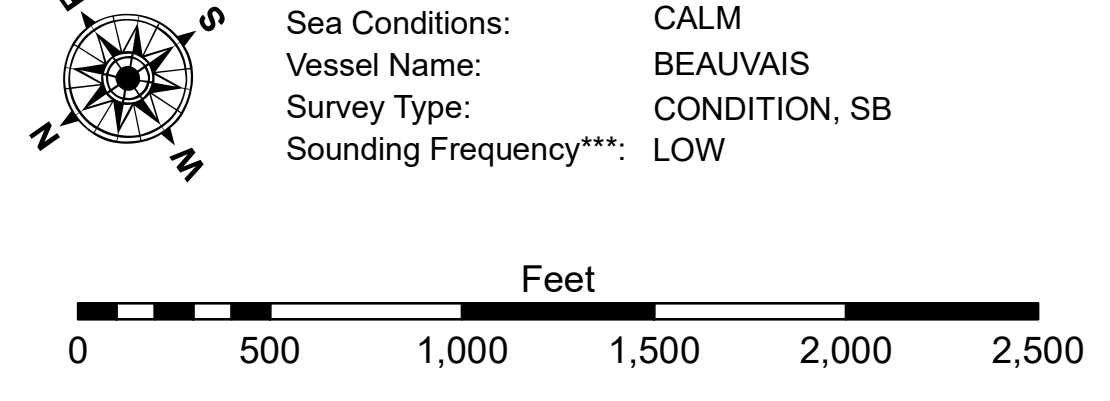 S
N
W
Sea Conditions: CALM
Vessel Name: BEAUVAIS
Survey Type: CONDITION, SB
Sounding Frequency***: LOW
Feet
0 500 1,000 1,500 2,000 2,500